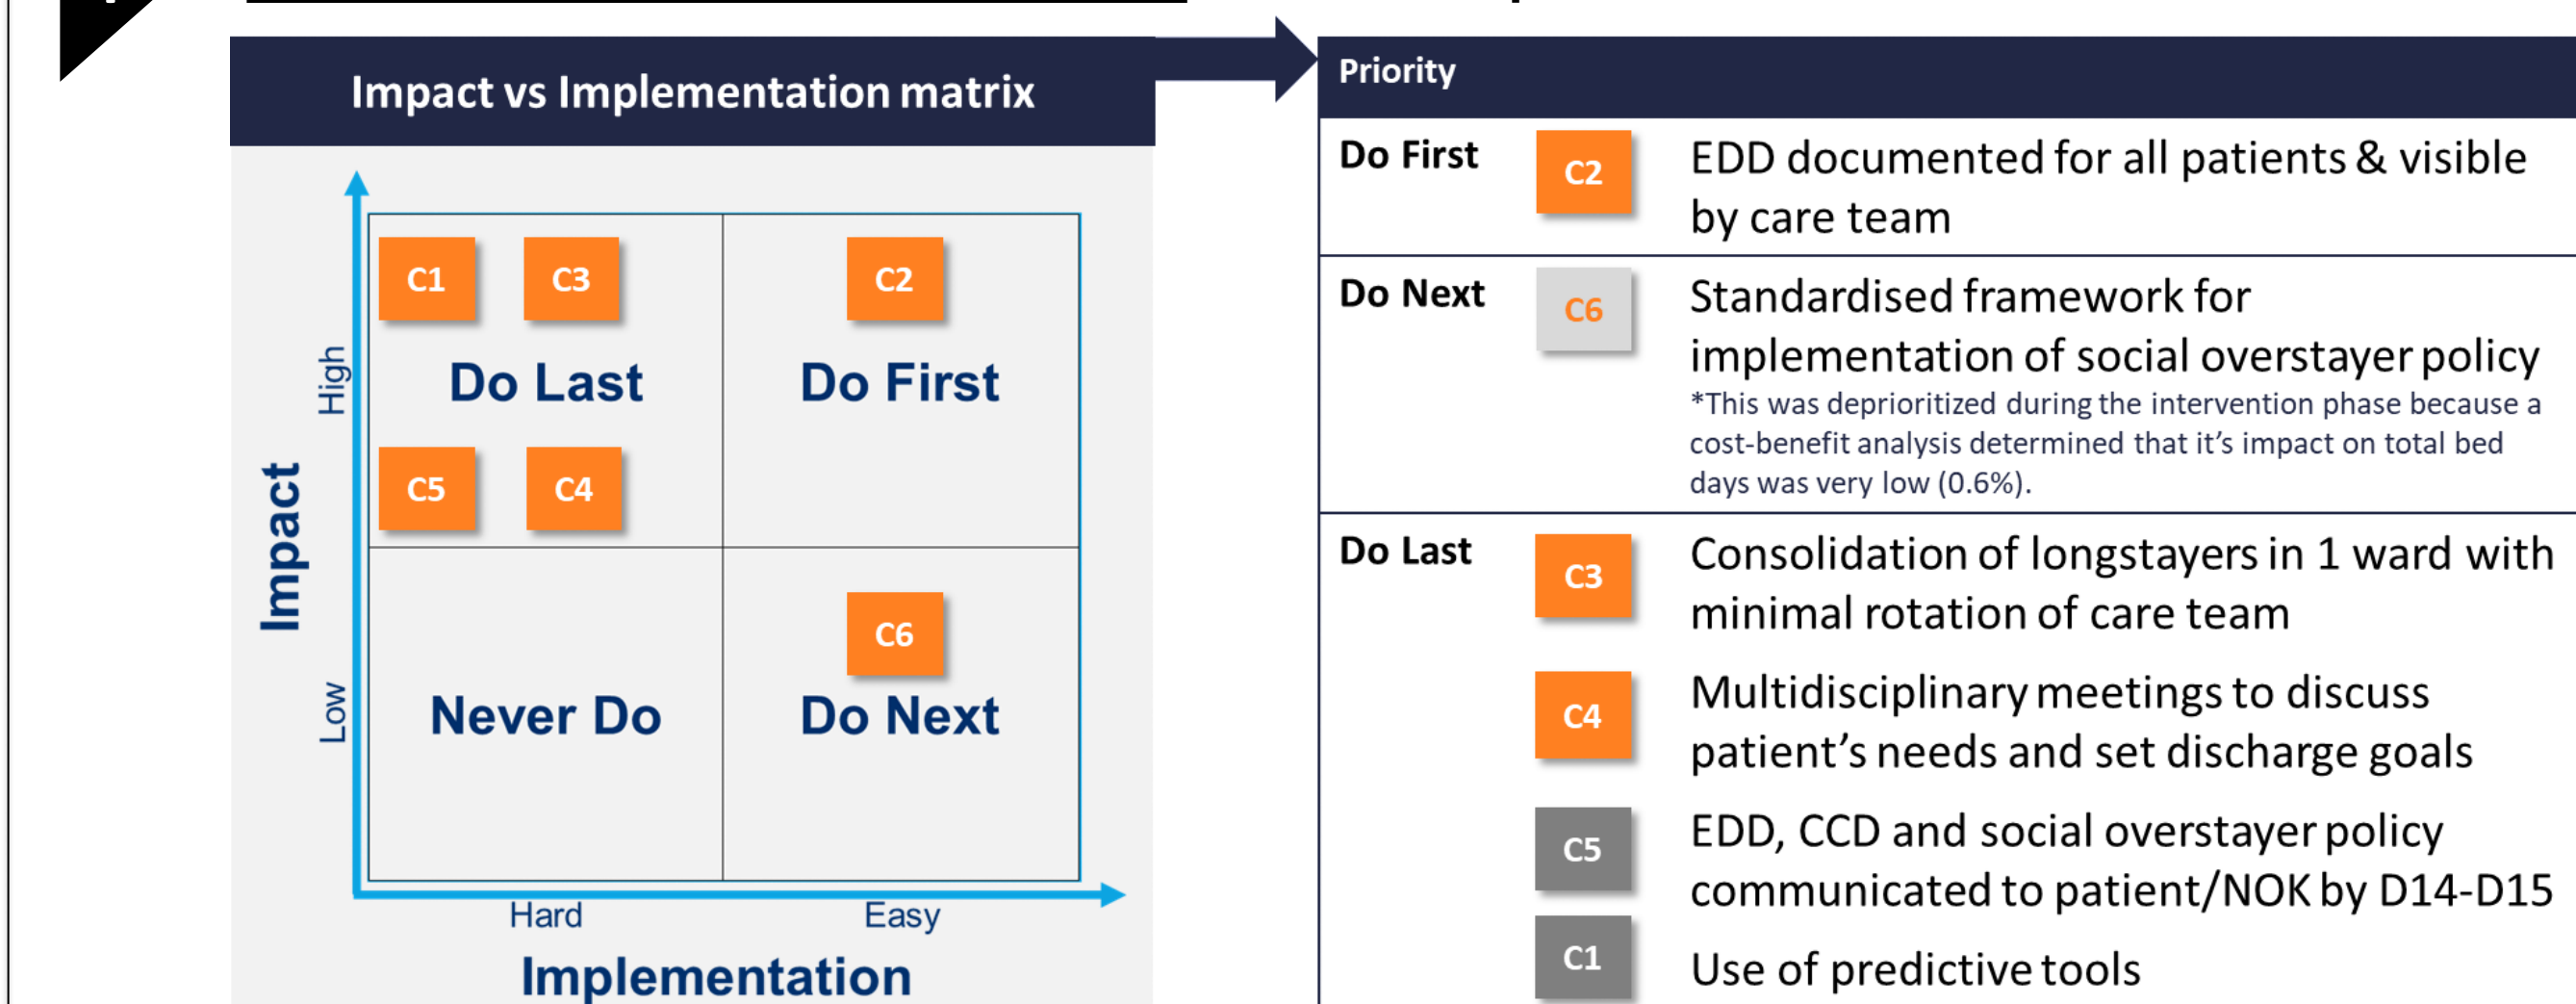 Impact vs Implementation matrix
C1
C3
C2
Do Last
Do First
C5
C4
C6
Never Do
Do Next
High
Low
Impact
Hard
Easy
Implementation
Priority
Do First
C2
EDD documented for all patients & visible
by care team
Do Next
C6
Standardised framework for
implementation of social overstayer policy
*This was deprioritized during the intervention phase because a
cost-benefit analysis determined that it’s impact on total bed
days was very low (0.6%).
Do Last
C3
Consolidation of longstayers in 1 ward with
minimal rotation of care team
C4
Multidisciplinary meetings to discuss
patient’s needs and set discharge goals
C5
EDD, CCD and social overstayer policy
communicated to patient/NOK by D14-D15
C1
Use of predictive tools